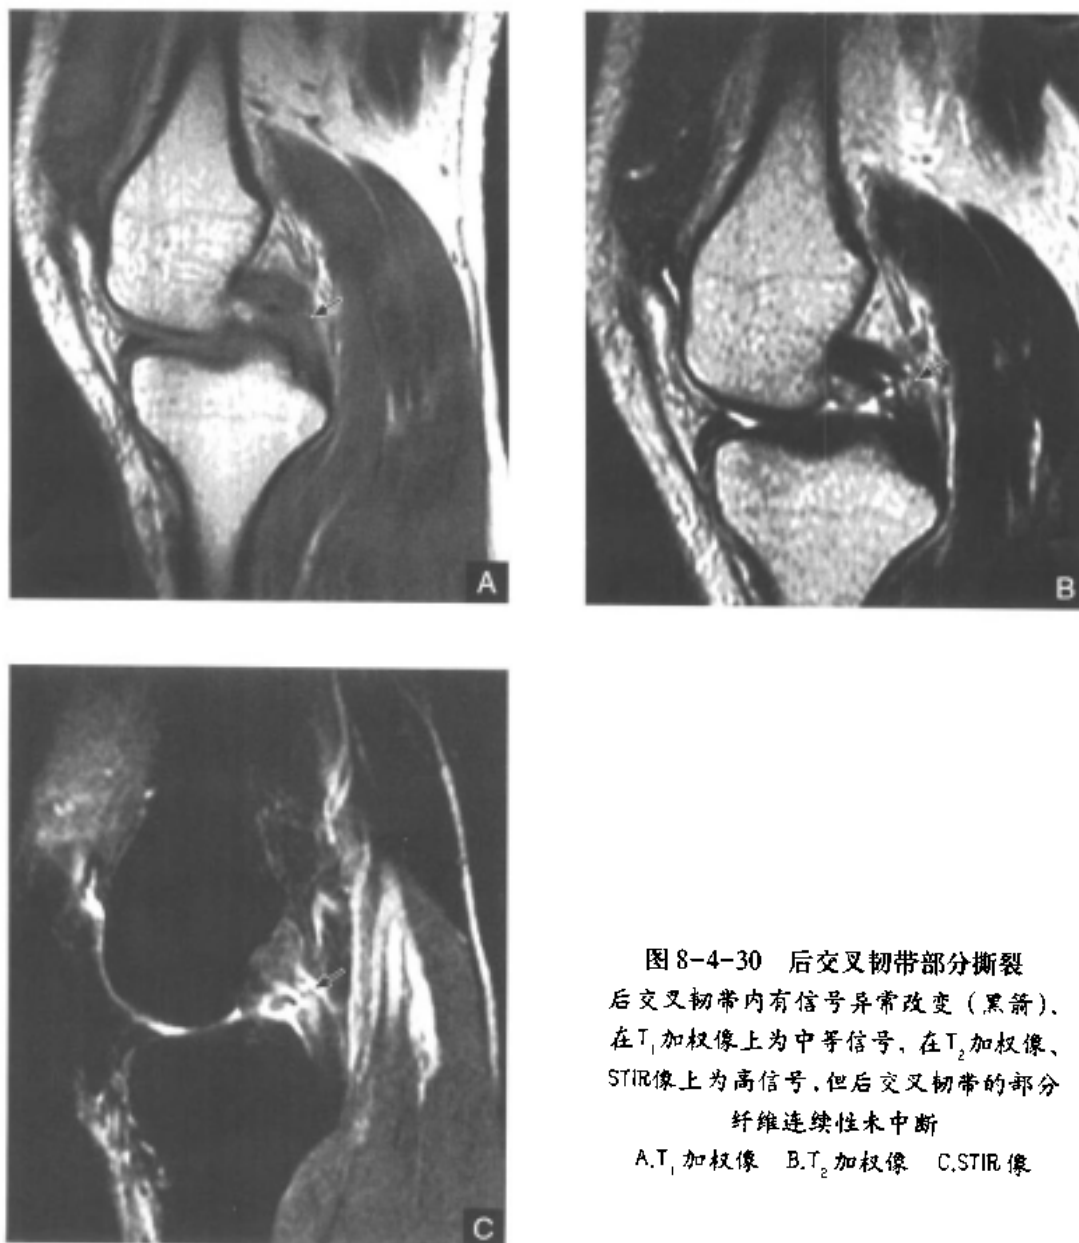 A
B
C
图8-4-30 后交叉韧带部分撕裂
后交叉韧带内有信号异常改变（黑箭），
在T₁加权像上为中等信号，在T₂加权像、
STIR像上为高信号，但后交叉韧带的部分
纤维连续性未中断
A.T₁加权像 B.T₂加权像 C.STIR像